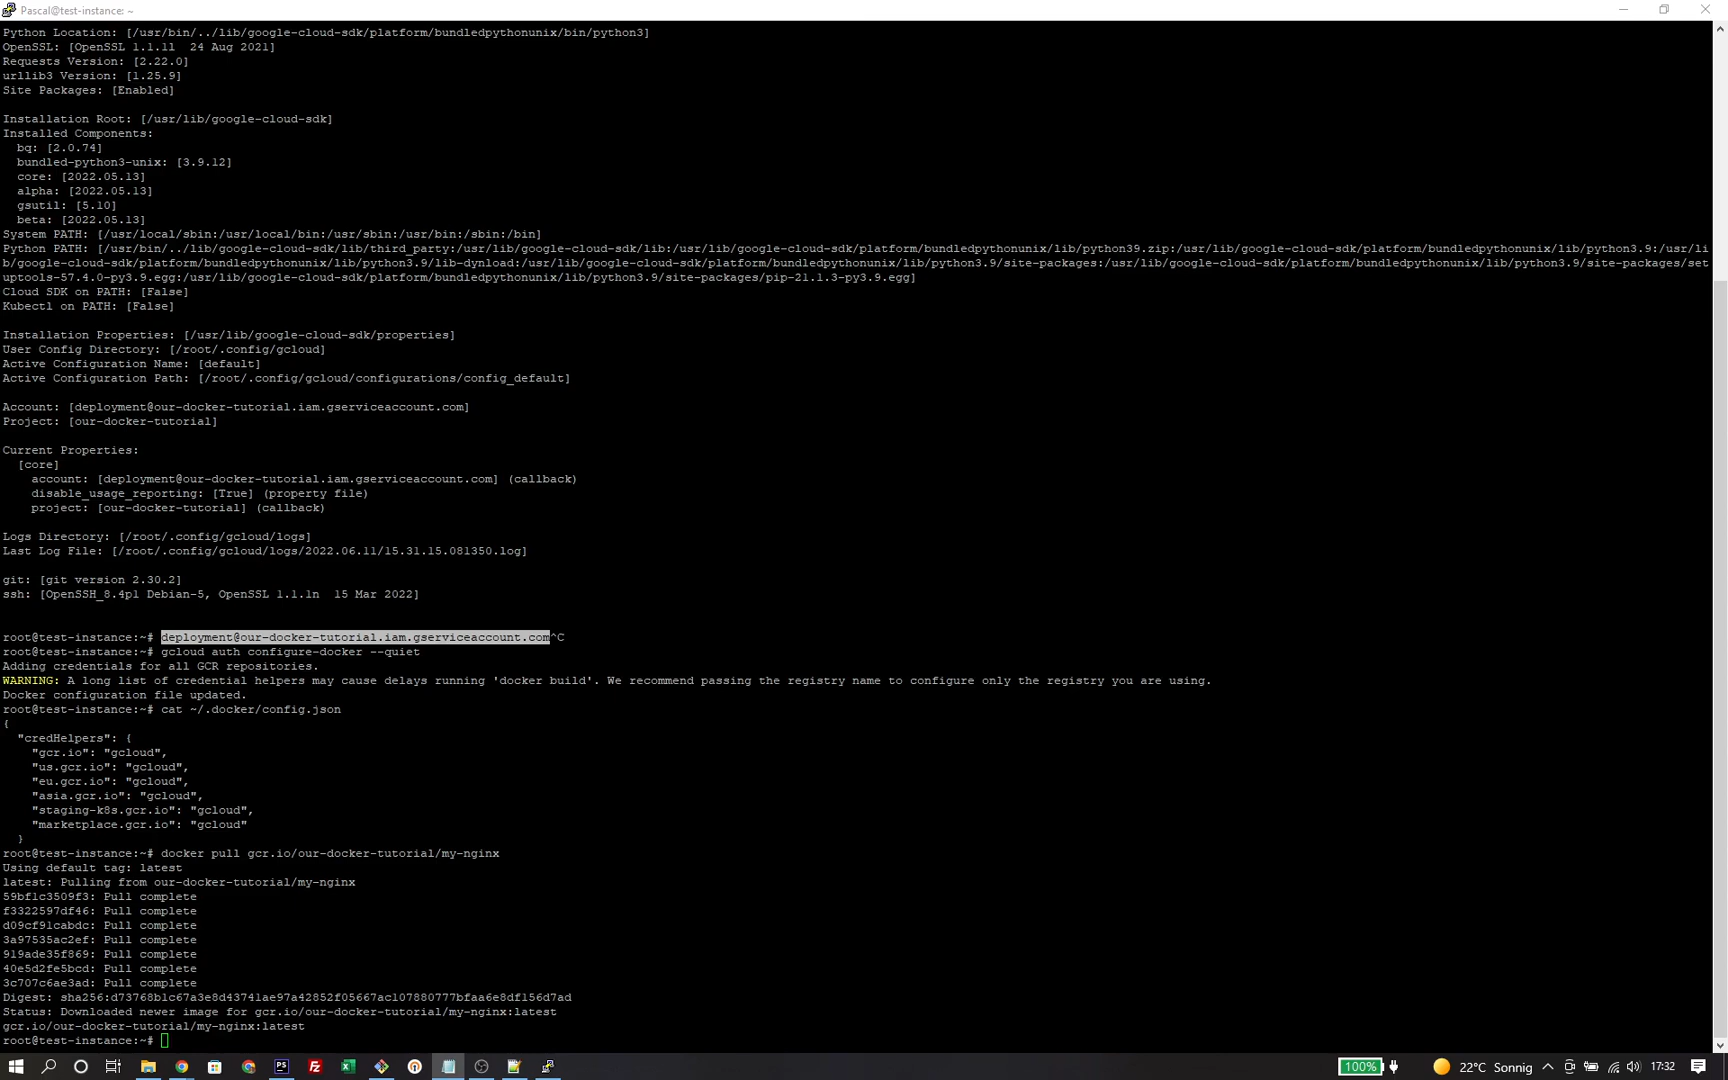 Pascal@test-instance: ~
Python Location: [/usr/bin/../lib/google-cloud-sdk/platform/bundledpythonunix/bin/python3]
OpenSSL: [OpenSSL 1.1.1l  24 Aug 2021]
Requests Version: [2.22.0]
urllib3 Version: [1.25.9]
Site Packages: [Enabled]
Installation Root: [/usr/lib/google-cloud-sdk]
Installed Components:
  bq: [2.0.74]
  bundled-python3-unix: [3.9.12]
  core: [2022.05.13]
  alpha: [2022.05.13]
  gsutil: [5.10]
  beta: [2022.05.13]
System PATH: [/usr/local/sbin:/usr/local/bin:/usr/sbin:/usr/bin:/sbin:/bin]
Python PATH: [/usr/bin/../lib/google-cloud-sdk/lib/third_party:/usr/lib/google-cloud-sdk/lib:/usr/lib/google-cloud-sdk/platform/bundledpythonunix/lib/python39.zip:/usr/lib/google-cloud-sdk/platform/bundledpythonunix/lib/python3.9:/usr/li
b/google-cloud-sdk/platform/bundledpythonunix/lib/python3.9/lib-dynload:/usr/lib/google-cloud-sdk/platform/bundledpythonunix/lib/python3.9/site-packages:/usr/lib/google-cloud-sdk/platform/bundledpythonunix/lib/python3.9/site-packages/set
uptools-57.4.0-py3.9.egg:/usr/lib/google-cloud-sdk/platform/bundledpythonunix/lib/python3.9/site-packages/pip-21.1.3-py3.9.egg]
Cloud SDK on PATH: [False]
Kubectl on PATH: [False]
Installation Properties: [/usr/lib/google-cloud-sdk/properties]
User Config Directory: [/root/.config/gcloud]
Active Configuration Name: [default]
Active Configuration Path: [/root/.config/gcloud/configurations/config_default]
Account: [deployment@our-docker-tutorial.iam.gserviceaccount.com]
Project: [our-docker-tutorial]
Current Properties:
  [core]
    account: [deployment@our-docker-tutorial.iam.gserviceaccount.com] (callback)
    disable_usage_reporting: [True] (property file)
    project: [our-docker-tutorial] (callback)
Logs Directory: [/root/.config/gcloud/logs]
Last Log File: [/root/.config/gcloud/logs/2022.06.11/15.31.15.081350.log]
git: [git version 2.30.2]
ssh: [OpenSSH_8.4p1 Debian-5, OpenSSL 1.1.1n  15 Mar 2022]
root@test-instance:~# deployment@our-docker-tutorial.iam.gserviceaccount.com^C
root@test-instance:~# gcloud auth configure-docker --quiet
Adding credentials for all GCR repositories.
WARNING: A long list of credential helpers may cause delays running 'docker build'. We recommend passing the registry name to configure only the registry you are using.
Docker configuration file updated.
root@test-instance:~# cat ~/.docker/config.json
{
  "credHelpers": {
    "gcr.io": "gcloud",
    "us.gcr.io": "gcloud",
    "eu.gcr.io": "gcloud",
    "asia.gcr.io": "gcloud",
    "staging-k8s.gcr.io": "gcloud",
    "marketplace.gcr.io": "gcloud"
  }
root@test-instance:~# docker pull gcr.io/our-docker-tutorial/my-nginx
Using default tag: latest
latest: Pulling from our-docker-tutorial/my-nginx
59bf1c3509f3: Pull complete
f3322597df46: Pull complete
d09cf91cabdc: Pull complete
3a97535ac2ef: Pull complete
919ade35f869: Pull complete
40e5d2fe5bcd: Pull complete
3c707c6ae3ad: Pull complete
Digest: sha256:d73768b1c67a3e8d43741ae97a42852f05667ac107880777bfaa6e8df156d7ad
Status: Downloaded newer image for gcr.io/our-docker-tutorial/my-nginx:latest
gcr.io/our-docker-tutorial/my-nginx:latest
root@test-instance:~#
100% 22°C Sonnig 17:32